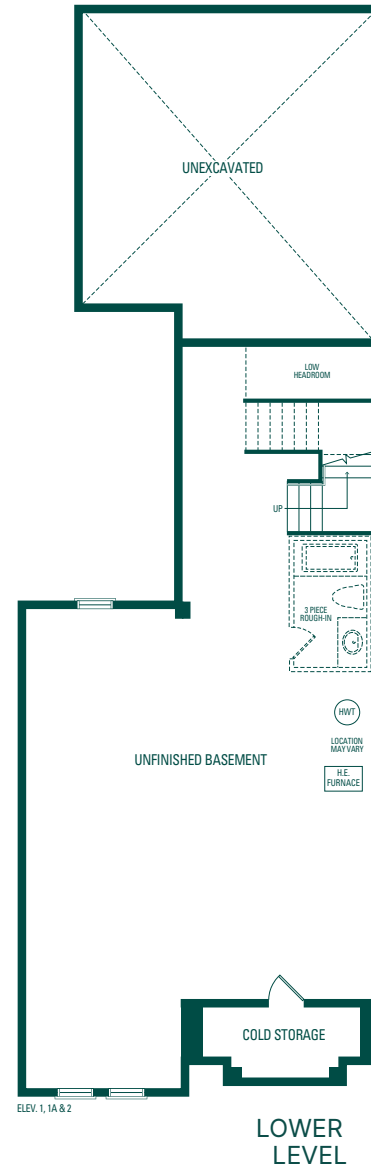 UNEXCAVATED
LOW
HEADROOM
UP
3 PIECE
ROUGH-IN
HWT
LOCATION
MAY VARY
UNFINISHED BASEMENT
H.E.
FURNACE
COLD STORAGE
ELEV. 1, 1A & 2
LOWER
LEVEL